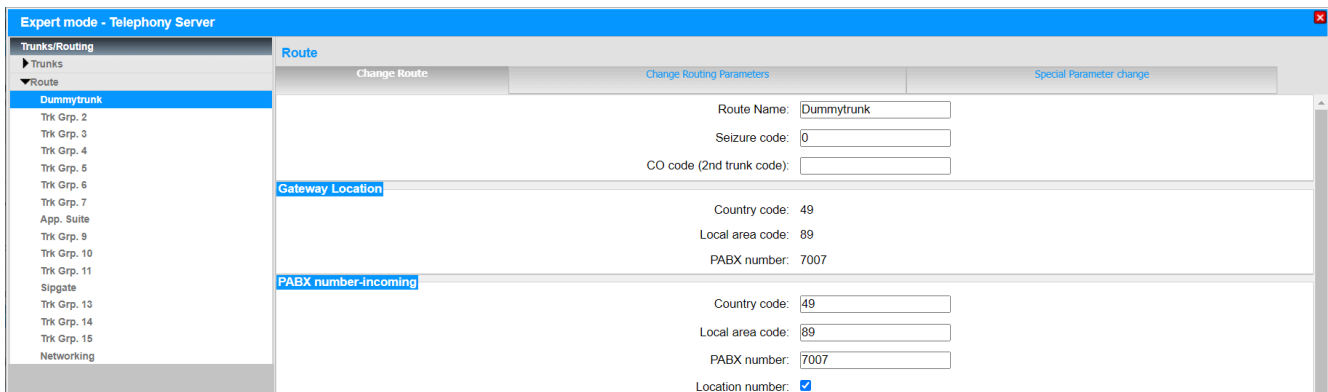 Expert mode - Telephony Server
Trunks/Routing
Trunks
Route
Dummytrunk
Trk Grp. 2
Trk Grp. 3
Trk Grp. 4
Trk Grp. 5
Trk Grp. 6
Trk Grp. 7
App. Suite
Trk Grp. 9
Trk Grp. 10
Trk Grp. 11
Sipgate
Trk Grp. 13
Trk Grp. 14
Trk Grp. 15
Networking
Route
Change Route Change Routing Parameters Special Parameter change
Route Name: Dummytrunk
Seizure code: 0
CO code (2nd trunk code):
Gateway Location
Country code: 49
Local area code: 89
PABX number: 7007
PABX number-incoming
Country code: 49
Local area code: 89
PABX number: 7007
Location number: